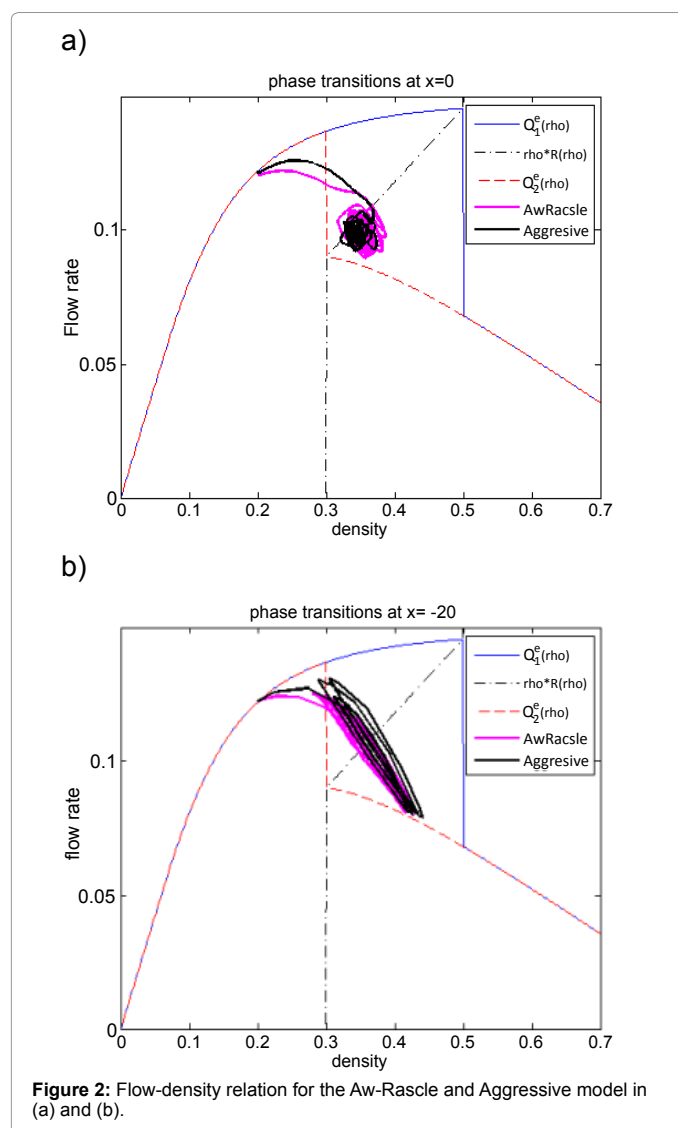 a)
phase transitions at x=0
Q₁ᵉ(rho)
rho*R(rho)
Q₂ᵉ(rho)
AwRacsle
Aggresive
Flow rate
0.1
0.05
0
0 0.1 0.2 0.3 0.4 0.5 0.6 0.7
density
b)
phase transitions at x= -20
Q₁ᵉ(rho)
rho*R(rho)
Q₂ᵉ(rho)
AwRacsle
Aggresive
flow rate
0.1
0.05
0
0 0.1 0.2 0.3 0.4 0.5 0.6 0.7
density
Figure 2: Flow-density relation for the Aw-Rascle and Aggressive model in
(a) and (b).